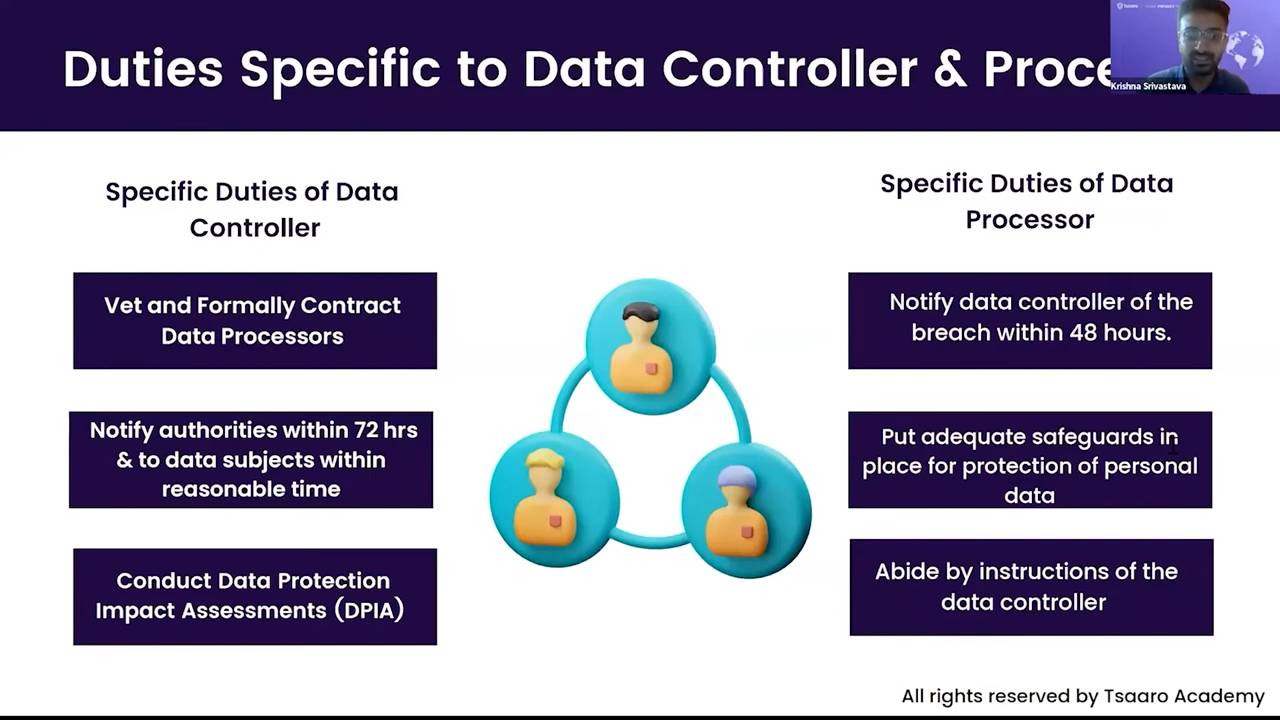 Duties Specific to Data Controller & Proce
Krishna Srivastava
Specific Duties of Data
Controller
Vet and Formally Contract
Data Processors
Notify authorities within 72 hrs
& to data subjects within
reasonable time
Conduct Data Protection
Impact Assessments (DPIA)
Specific Duties of Data
Processor
Notify data controller of the
breach within 48 hours.
Put adequate safeguards in
place for protection of personal
data
Abide by instructions of the
data controller
All rights reserved by Tsaaro Academy